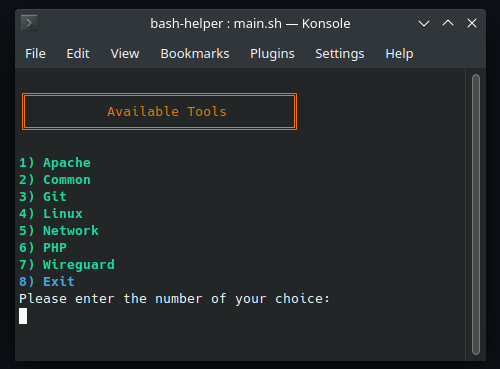 bash-helper : main.sh — Konsole
File Edit View Bookmarks Plugins Settings Help
Available Tools
1) Apache
2) Common
3) Git
4) Linux
5) Network
6) PHP
7) Wireguard
8) Exit
Please enter the number of your choice: